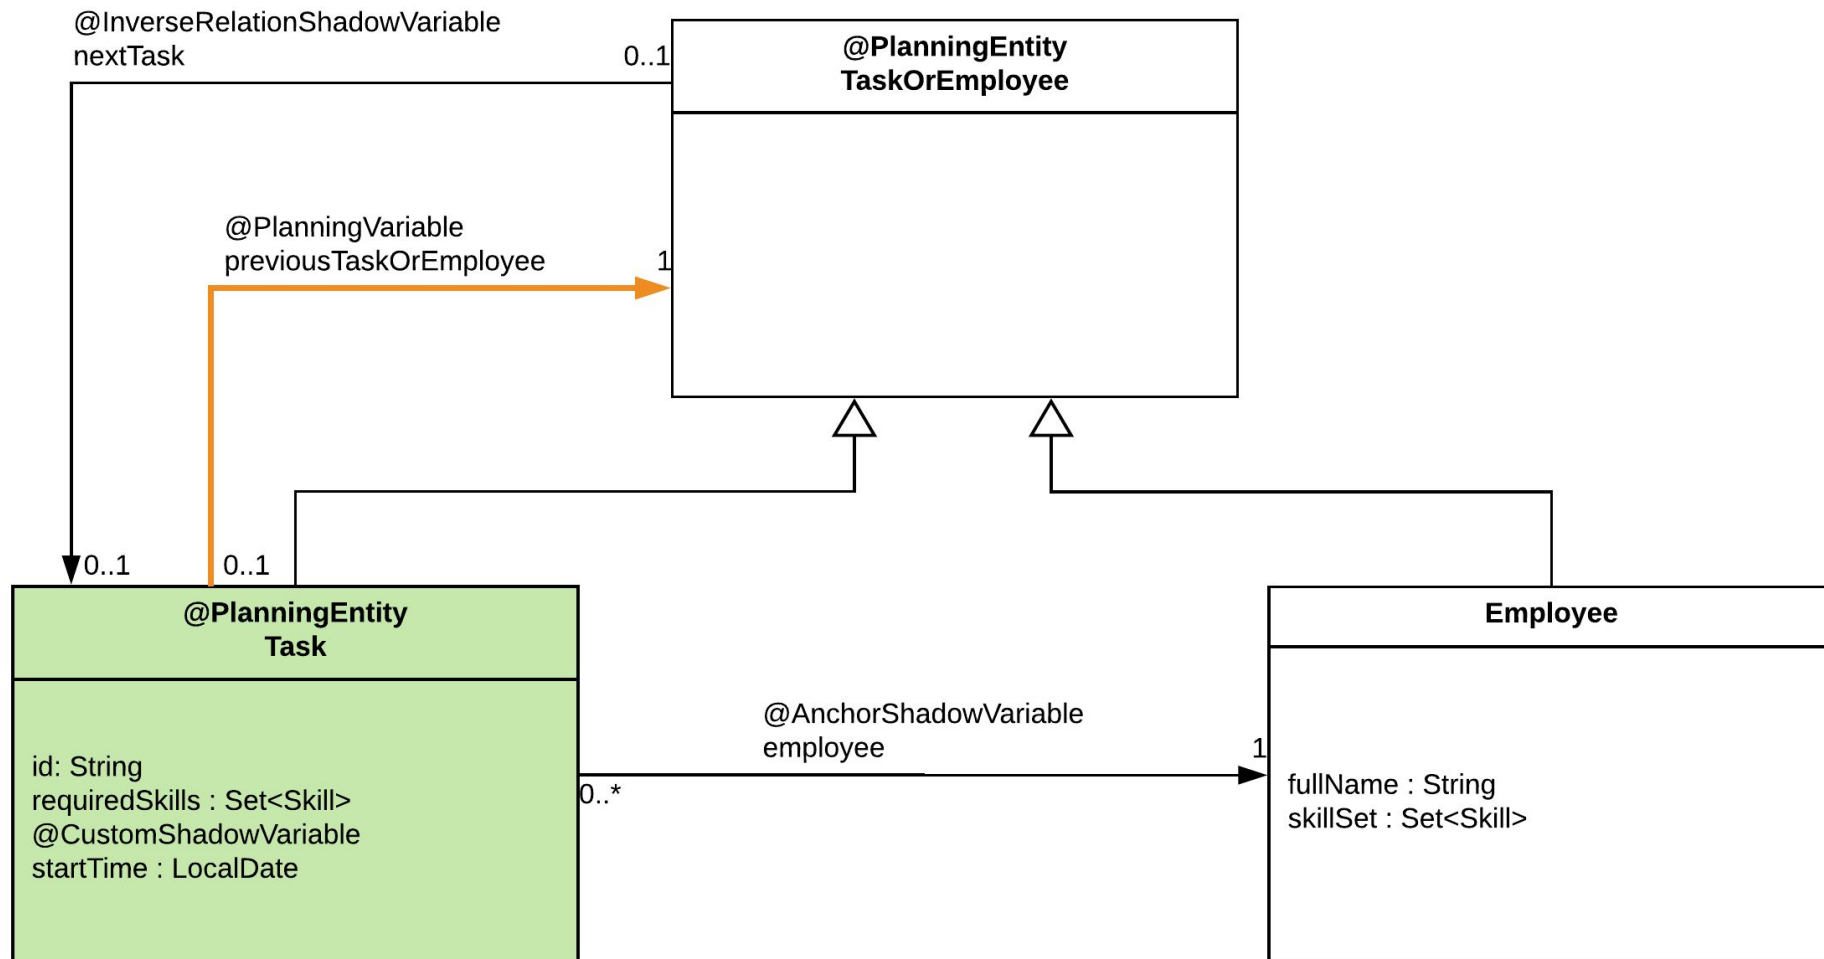 @InverseRelationShadowVariable
nextTask
0..1
@PlanningEntity
TaskOrEmployee
@PlanningVariable
previousTaskOrEmployee
1
0..1
0..1
@PlanningEntity
Task
id: String
requiredSkills : Set<Skill>
@CustomShadowVariable
startTime : LocalDate
@AnchorShadowVariable
employee
1
0..*
Employee
fullName : String
skillSet : Set<Skill>